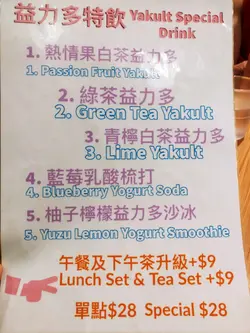 益力多特飲 Yakult Special
Drink
1. 熱情果白茶益力多
1. Passion Fruit Yakult
2. 綠茶益力多
2. Green Tea Yakult
3. 青檸白茶益力多
3. Lime Yakult
4. 藍莓乳酸梳打
4. Blueberry Yogurt Soda
5. 柚子檸檬益力多沙冰
5. Yuzu Lemon Yogurt Smoothie
午餐及下午茶升級+$9
Lunch Set & Tea Set +$9
單點$28 Special $28